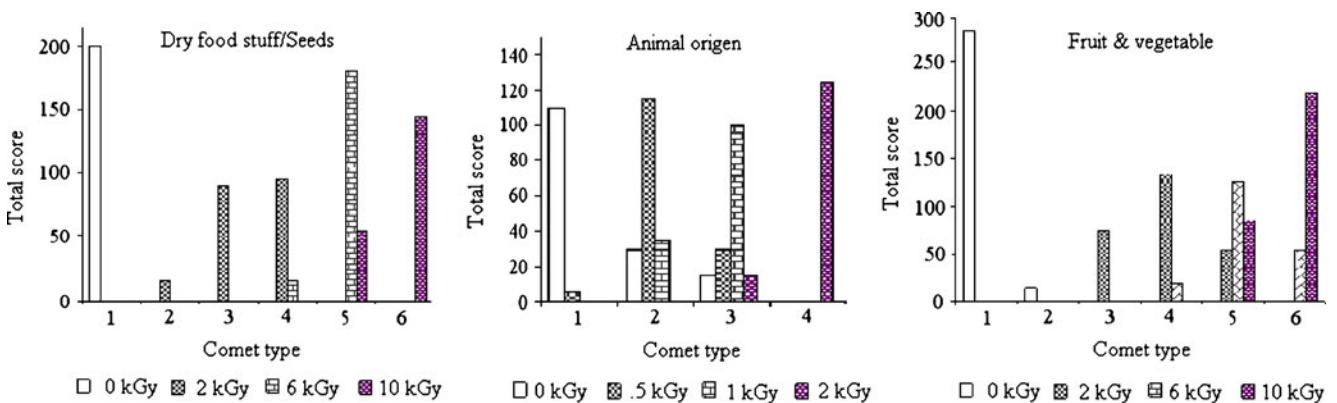 Dry food stuff/Seeds
Total score
200
150
100
50
0
1 2 3 4 5 6
Comet type
0 kGy 2 kGy 6 kGy 10 kGy
Animal origen
Total score
140
120
100
80
60
40
20
0
1 2 3 4
Comet type
0 kGy .5 kGy 1 kGy 2 kGy
Fruit & vegetable
Total score
300
250
200
150
100
50
0
1 2 3 4 5 6
Comet type
0 kGy 2 kGy 6 kGy 10 kGy